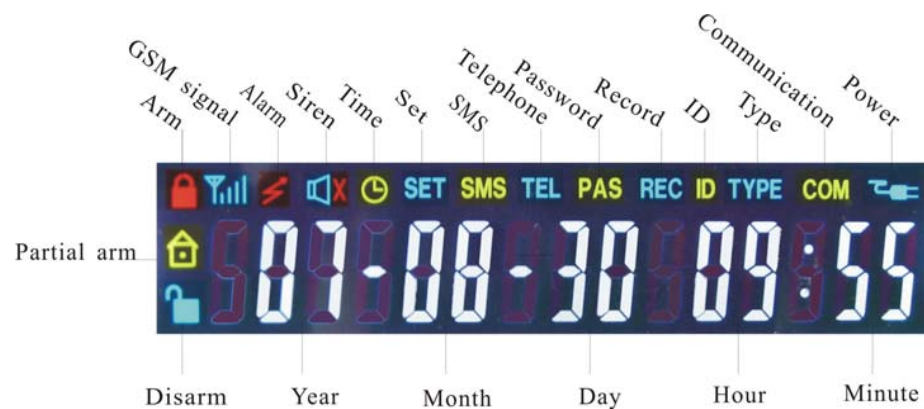 GSM signal
Arm
Alarm
Siren
Time
Set
SMS
Telephone
Password
Record
ID
Type
Communication
Power
SET SMS TEL PAS REC ID TYPE COM
Partial arm
07-08-30 09:55
Disarm Year Month Day Hour Minute